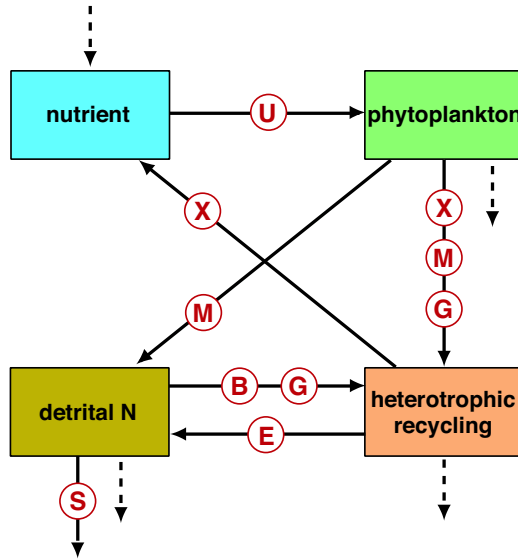 nutrient
U
phytoplankton
X
X
M
M
G
detrital N
B
G
heterotrophic
recycling
E
S